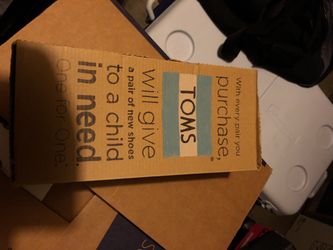 With every pair you
purchase,
TOMS®
Will give
a pair of new shoes
to a child
in need.
One for One.